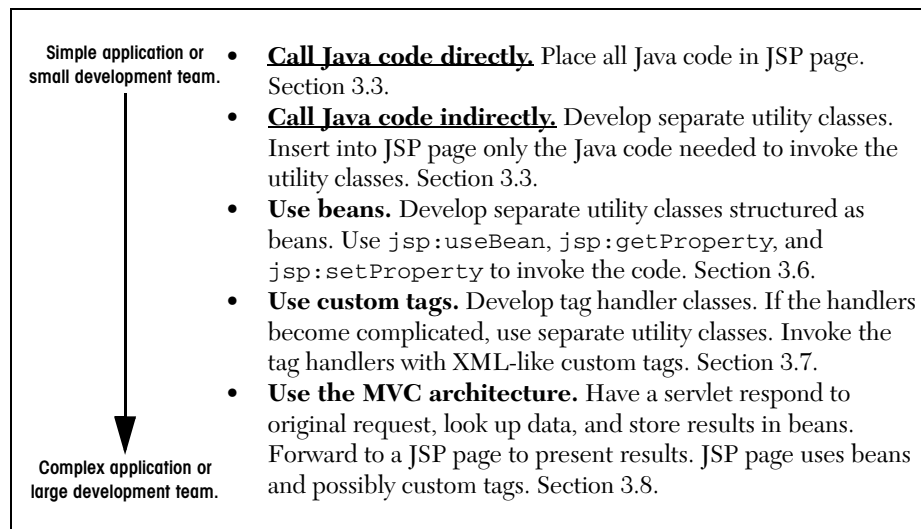 Simple application or
small development team.
• Call Java code directly. Place all Java code in JSP page.
Section 3.3.
• Call Java code indirectly. Develop separate utility classes.
Insert into JSP page only the Java code needed to invoke the
utility classes. Section 3.3.
• Use beans. Develop separate utility classes structured as
beans. Use jsp:useBean, jsp:getProperty, and
jsp:setProperty to invoke the code. Section 3.6.
• Use custom tags. Develop tag handler classes. If the handlers
become complicated, use separate utility classes. Invoke the
tag handlers with XML-like custom tags. Section 3.7.
• Use the MVC architecture. Have a servlet respond to
original request, look up data, and store results in beans.
Forward to a JSP page to present results. JSP page uses beans
and possibly custom tags. Section 3.8.
Complex application or
large development team.